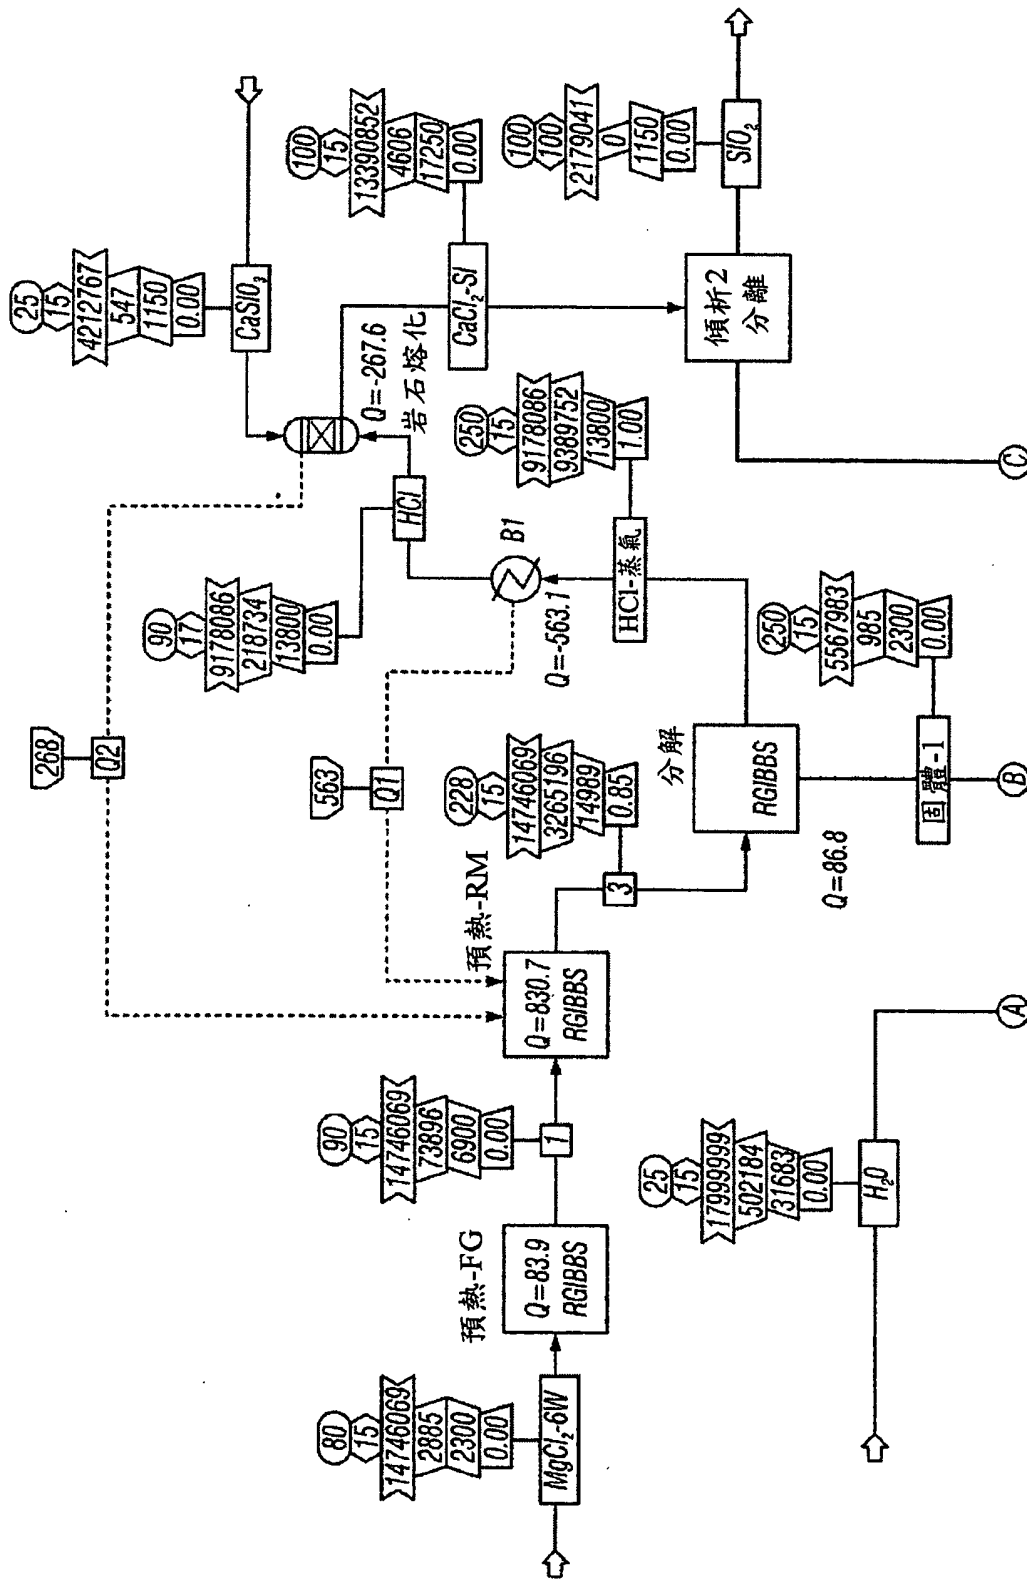 80
15
14746069
2885
2300
0.00
MgCl₂-6W
預熱-FG
Q=83.9
RGIBBS
90
15
14746069
73896
6900
0.00
1
預熱-RM
Q=830.7
RGIBBS
268
Q2
563
Q1
228
15
14746069
3265196
14989
0.85
3
分解
RGIBBS
Q=86.8
90
17
9178086
218734
13800
0.00
HCl
B1
Q=-563.1
250
15
9178086
9389752
13800
1.00
HCl-蒸氣
250
15
5567983
985
2300
0.00
固體-1
B
25
15
4212767
547
1150
0.00
CaSIO₃
Q=-267.6
岩石熔化
100
15
13390852
4606
17250
0.00
CaCl₂-SI
傾析2
分離
100
100
2179041
0
1150
0.00
SIO₂
C
25
15
17999999
502184
31683
0.00
H₂O
A